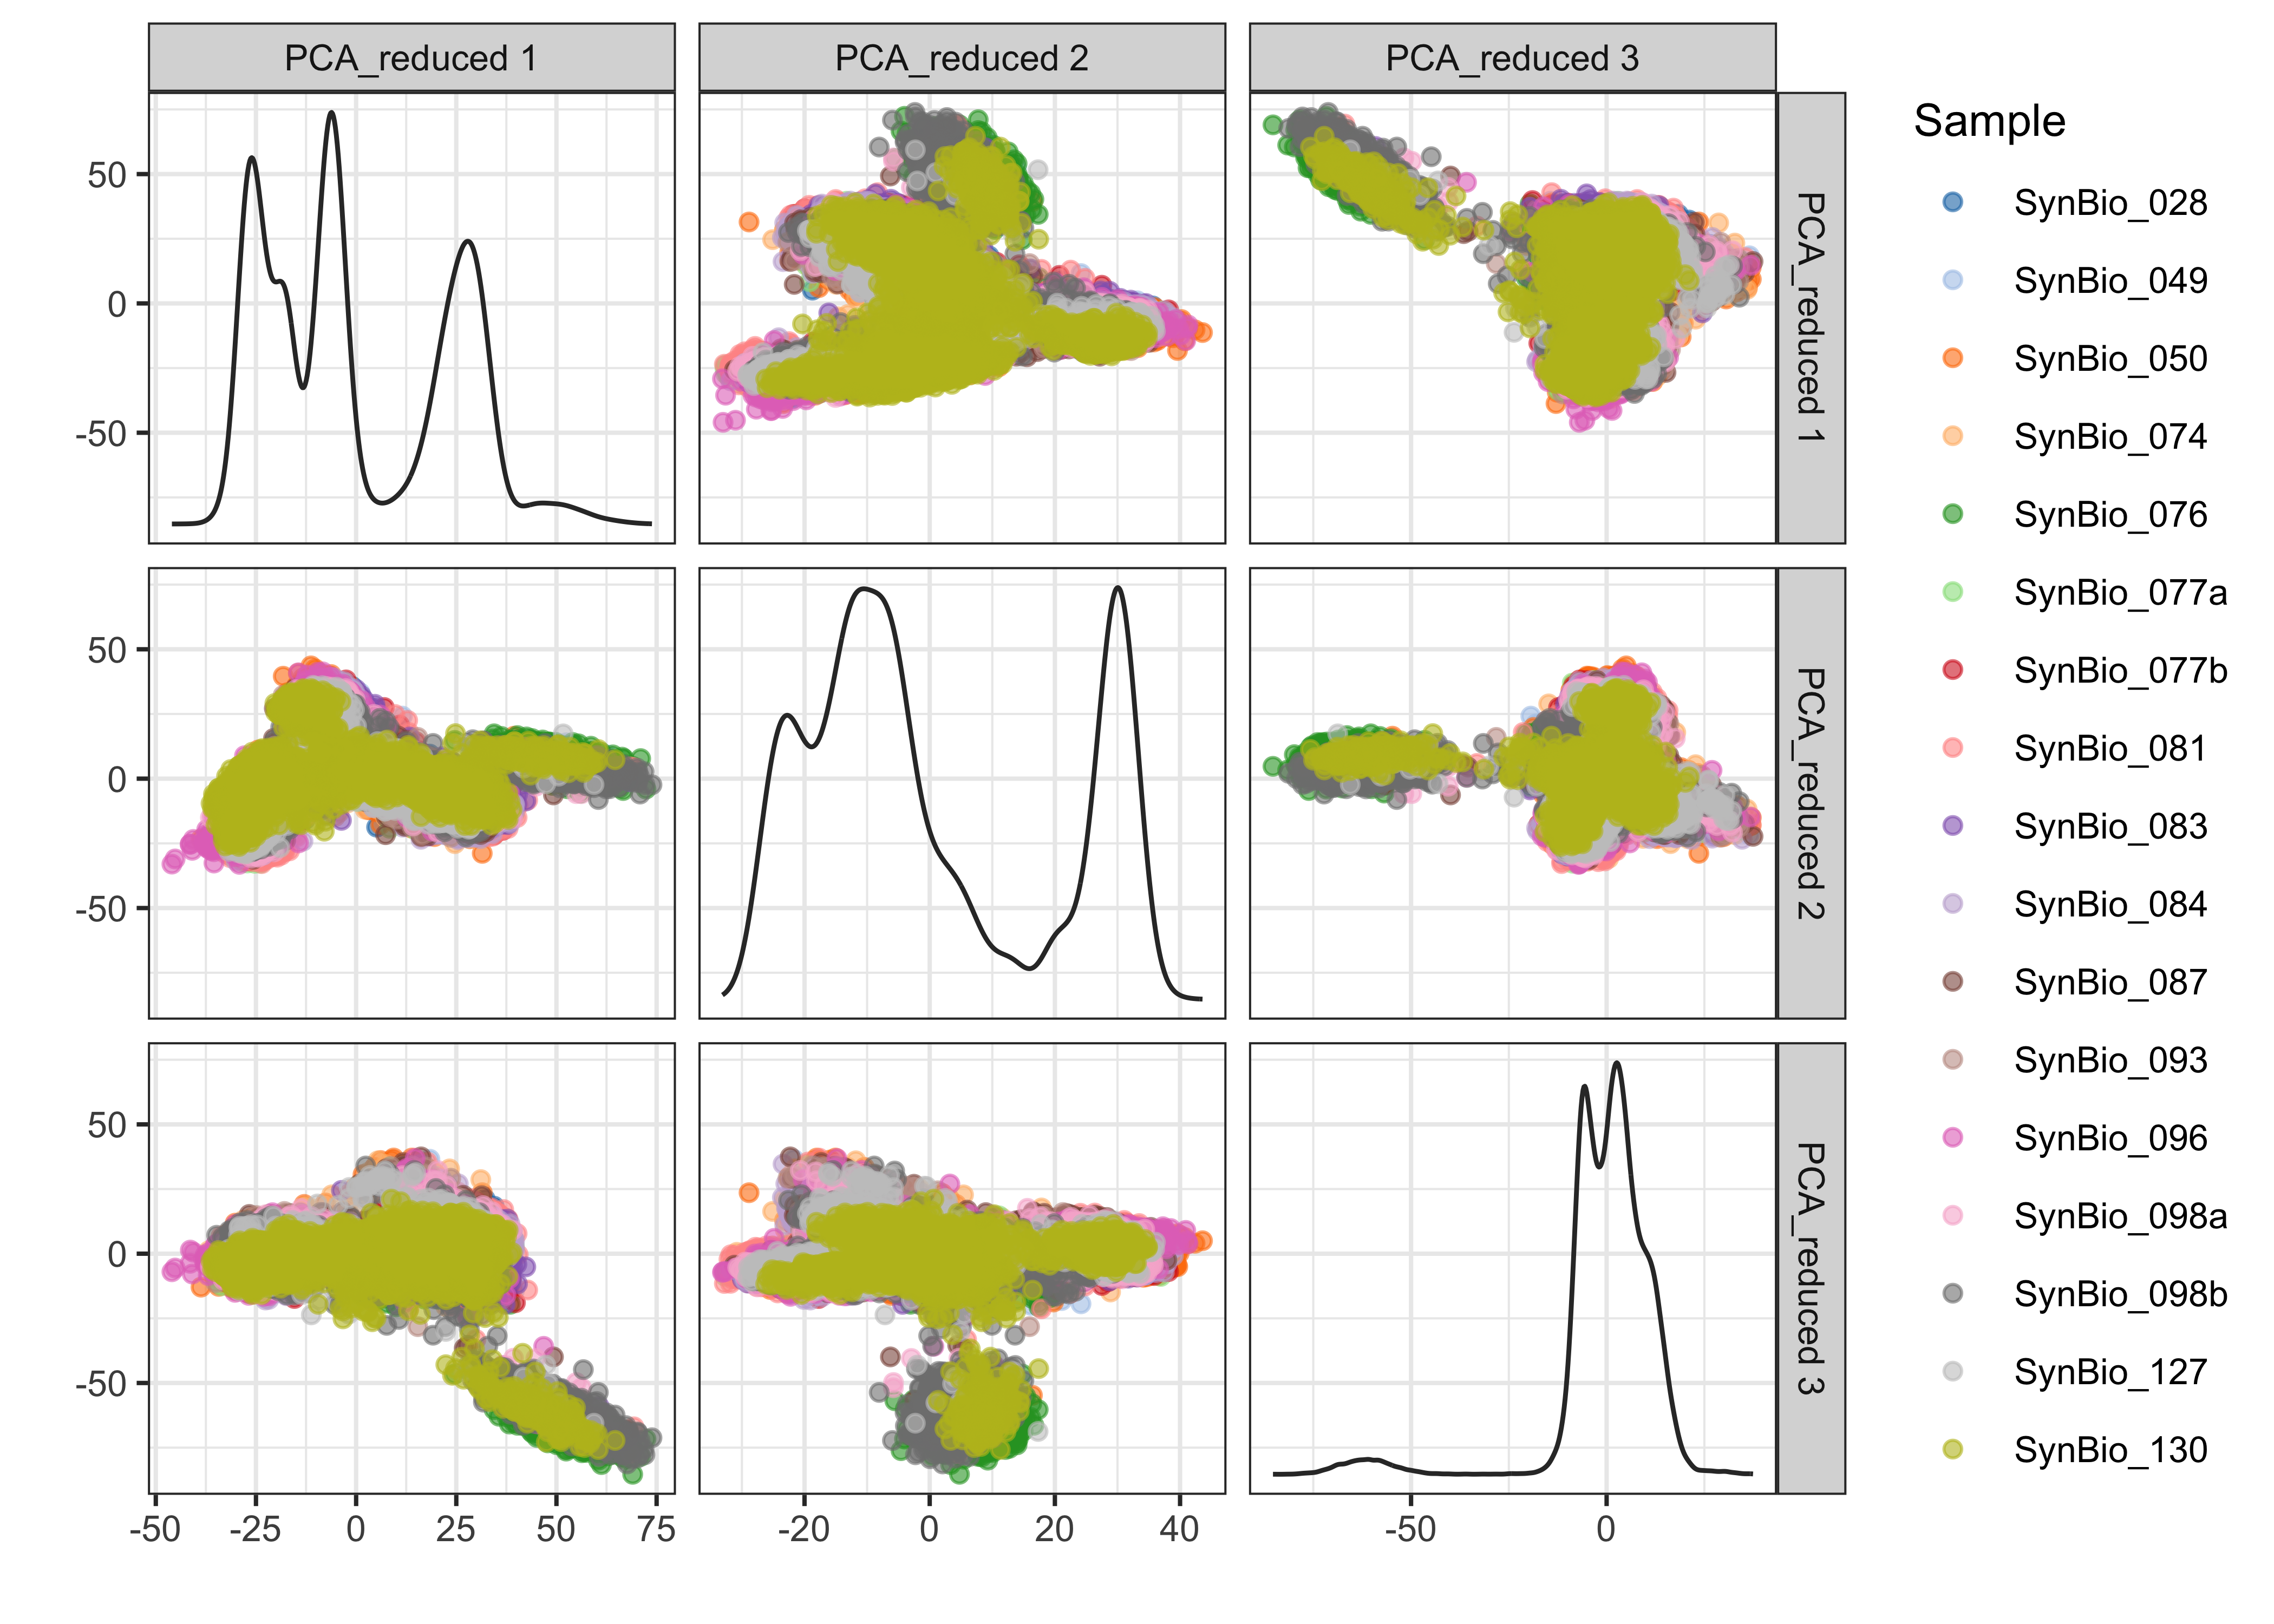 PCA_reduced 1
PCA_reduced 2
PCA_reduced 3
50
0
-50
PCA_reduced 1
50
0
-50
PCA_reduced 2
50
0
-50
PCA_reduced 3
-50
-25
0
25
50
75
-20
0
20
40
-50
0
Sample
SynBio_028
SynBio_049
SynBio_050
SynBio_074
SynBio_076
SynBio_077a
SynBio_077b
SynBio_081
SynBio_083
SynBio_084
SynBio_087
SynBio_093
SynBio_096
SynBio_098a
SynBio_098b
SynBio_127
SynBio_130